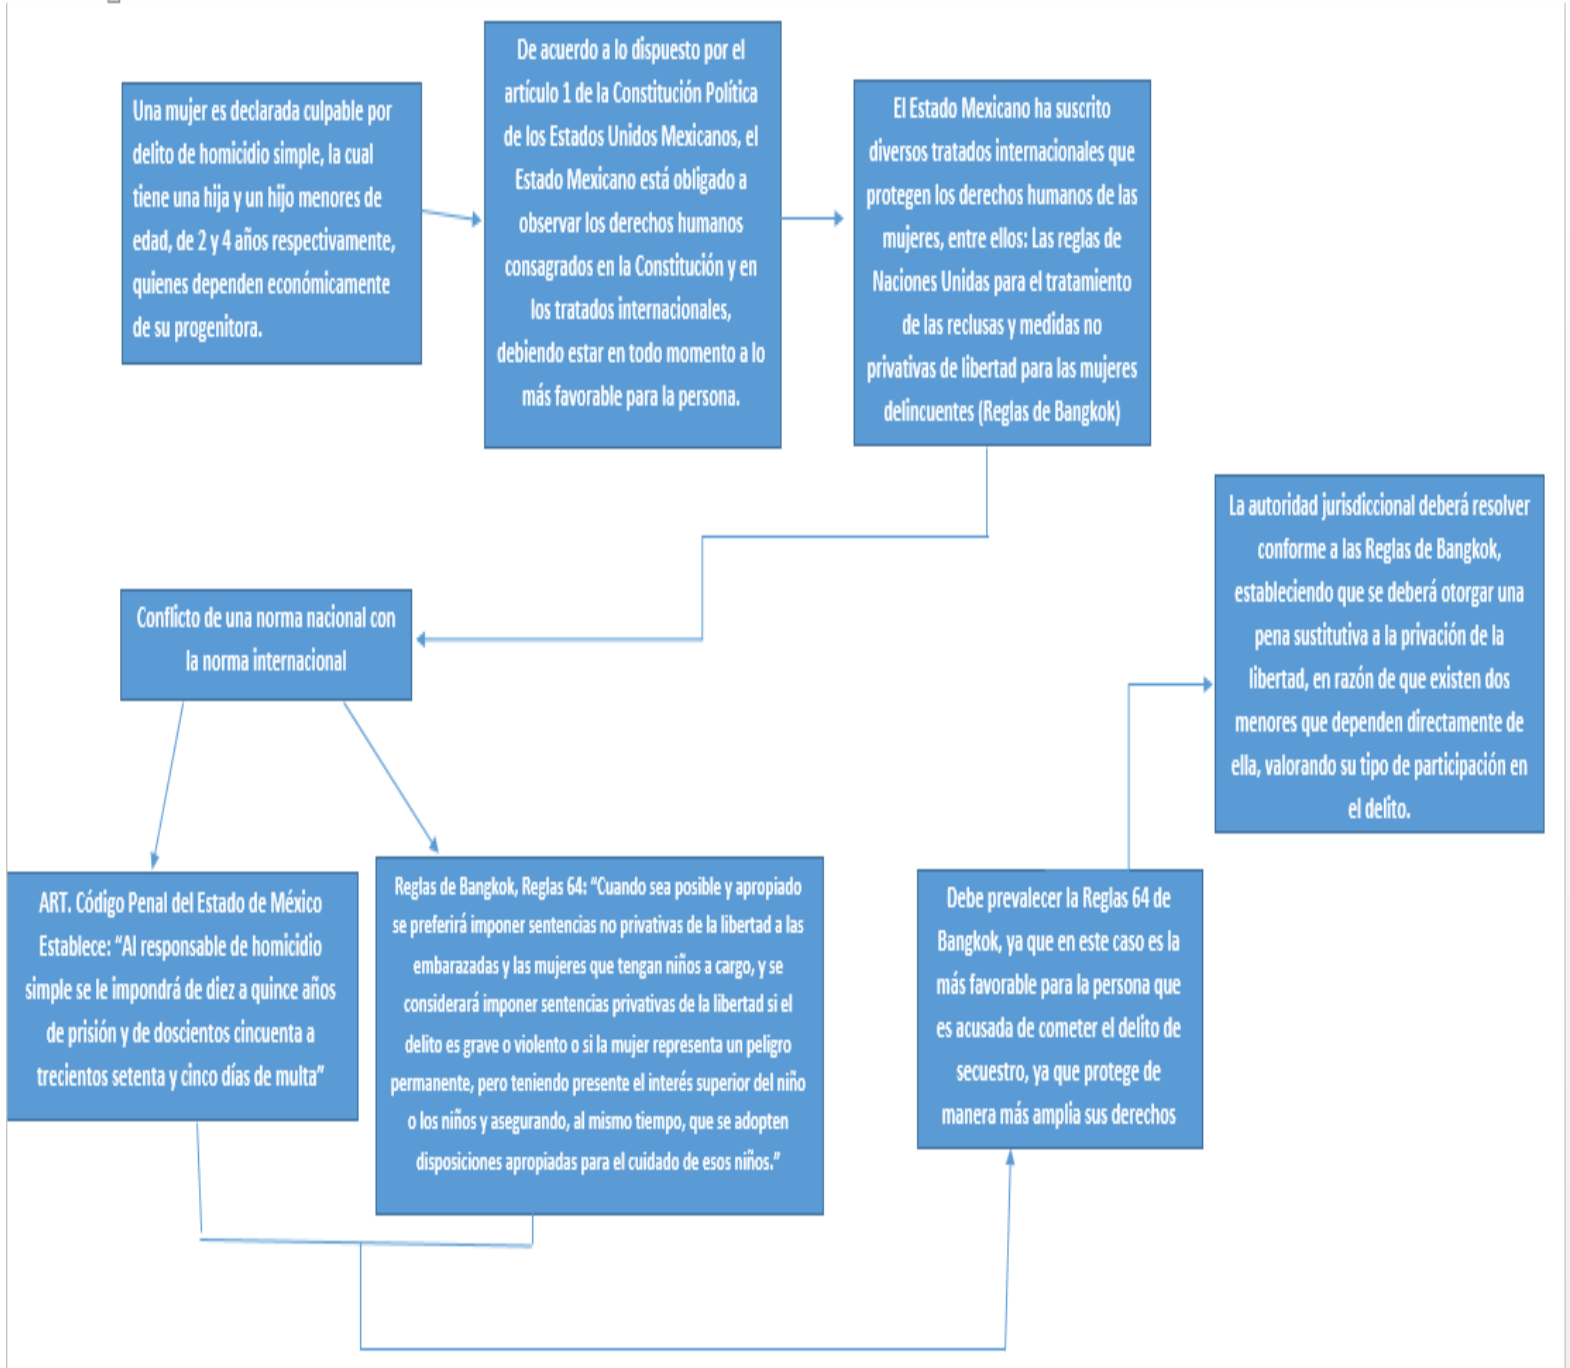 Una mujer es declarada culpable por
delito de homicidio simple, la cual
tiene una hija y un hijo menores de
edad, de 2 y 4 años respectivamente,
quienes dependen económicamente
de su progenitora.
De acuerdo a lo dispuesto por el
artículo 1 de la Constitución Política
de los Estados Unidos Mexicanos, el
Estado Mexicano está obligado a
observar los derechos humanos
consagrados en la Constitución y en
los tratados internacionales,
debiendo estar en todo momento a lo
más favorable para la persona.
El Estado Mexicano ha suscrito
diversos tratados internacionales que
protegen los derechos humanos de las
mujeres, entre ellos: Las reglas de
Naciones Unidas para el tratamiento
de las reclusas y medidas no
privativas de libertad para las mujeres
delincuentes (Reglas de Bangkok)
Conflicto de una norma nacional con
la norma internacional
ART. Código Penal del Estado de México
Establece: “Al responsable de homicidio
simple se le impondrá de diez a quince años
de prisión y de doscientos cincuenta a
trecientos setenta y cinco días de multa”
Reglas de Bangkok, Reglas 64: “Cuando sea posible y apropiado
se preferirá imponer sentencias no privativas de la libertad a las
embarazadas y las mujeres que tengan niños a cargo, y se
considerará imponer sentencias privativas de la libertad si el
delito es grave o violento o si la mujer representa un peligro
permanente, pero teniendo presente el interés superior del niño
o los niños y asegurando, al mismo tiempo, que se adopten
disposiciones apropiadas para el cuidado de esos niños.”
Debe prevalecer la Reglas 64 de
Bangkok, ya que en este caso es la
más favorable para la persona que
es acusada de cometer el delito de
secuestro, ya que protege de
manera más amplia sus derechos
La autoridad jurisdiccional deberá resolver
conforme a las Reglas de Bangkok,
estableciendo que se deberá otorgar una
pena sustitutiva a la privación de la
libertad, en razón de que existen dos
menores que dependen directamente de
ella, valorando su tipo de participación en
el delito.